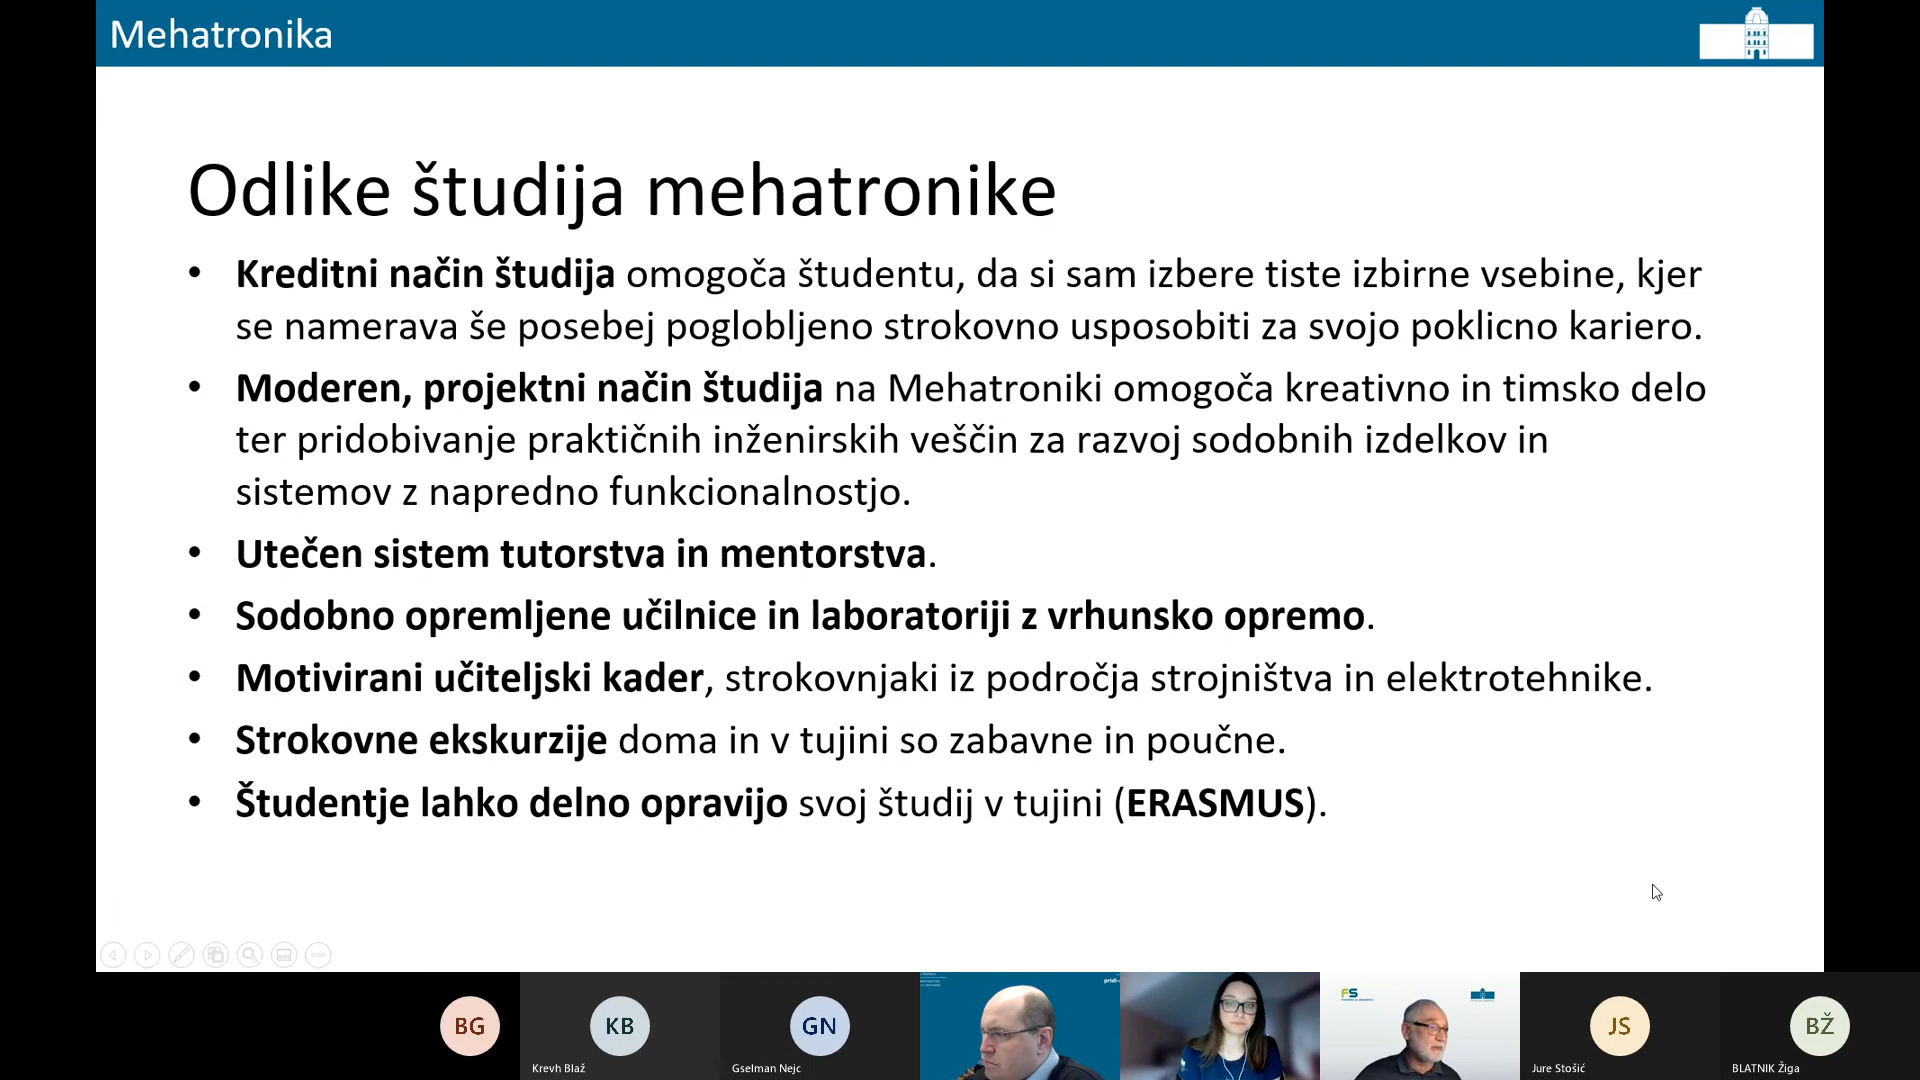 Mehatronika
Odlike študija mehatronike
• Kreditni način študija omogoča študentu, da si sam izbere tiste izbirne vsebine, kjer
se namerava še posebej poglobljeno strokovno usposobiti za svojo poklicno kariero.
• Moderen, projektni način študija na Mehatroniki omogoča kreativno in timsko delo
ter pridobivanje praktičnih inženirskih veščin za razvoj sodobnih izdelkov in
sistemov z napredno funkcionalnostjo.
• Utečen sistem tutorstva in mentorstva.
• Sodobno opremljene učilnice in laboratoriji z vrhunsko opremo.
• Motivirani učiteljski kader, strokovnjaki iz področja strojništva in elektrotehnike.
• Strokovne ekskurzije doma in v tujini so zabavne in poučne.
• Študentje lahko delno opravijo svoj študij v tujini (ERASMUS).
BG
KB
GN
JS
BŽ
FS
Krevh Blaž
Gselman Nejc
Jure Stošić
BLATNIK Žiga